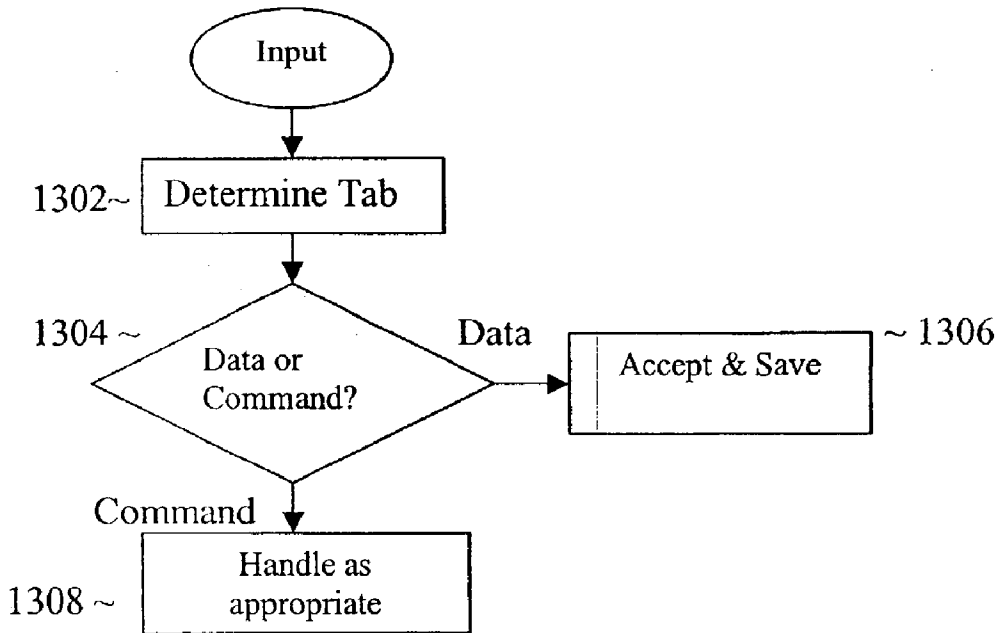 Input
1302~
Determine Tab
1304 ~
Data or
Command?
Data
~ 1306
Accept & Save
Command
1308 ~
Handle as
appropriate